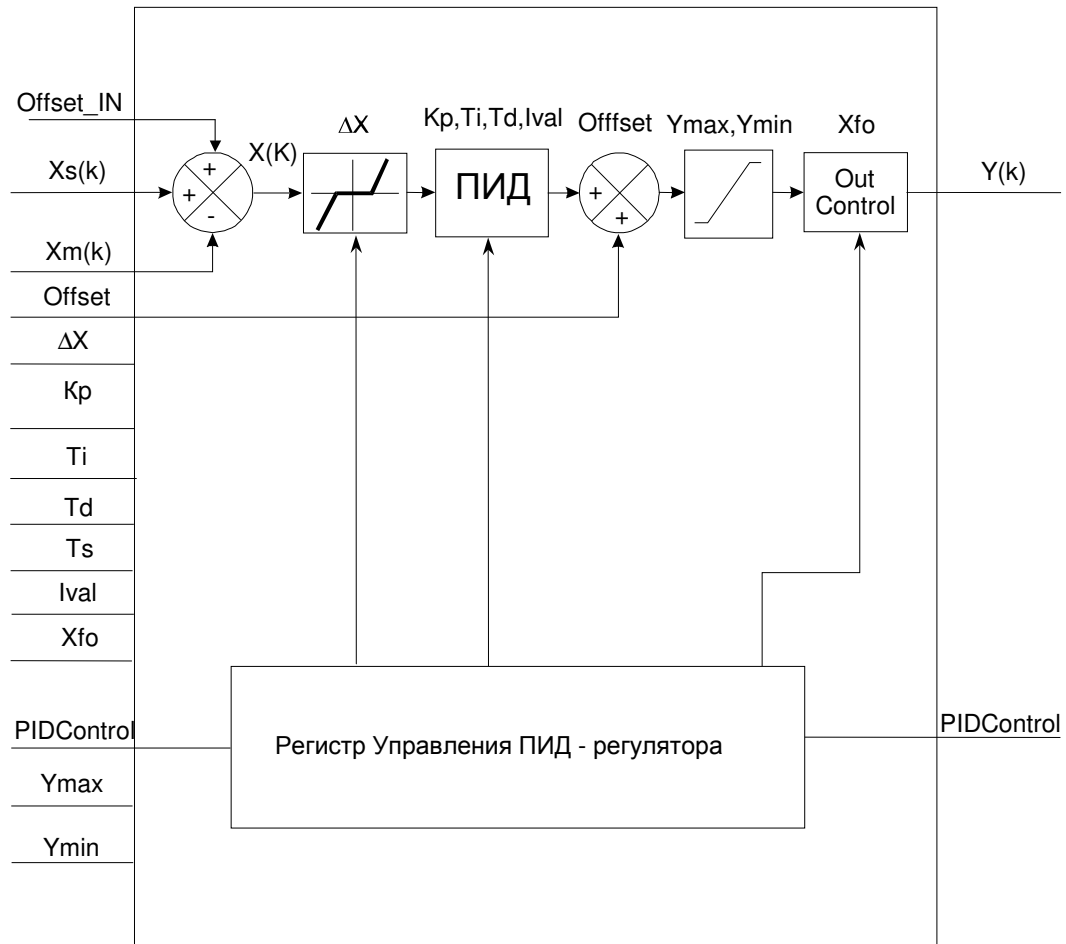 Offset_IN
Xs(k)
Xm(k)
Offset
ΔX
Кр
Ti
Td
Ts
Ival
Xfo
PIDControl
Ymax
Ymin
+
+
-
X(K)
ΔX
Kp,Ti,Td,Ival
ПИД
Offfset
+
+
Ymax,Ymin
Xfo
Out
Control
Y(k)
Регистр Управления ПИД - регулятора
PIDControl